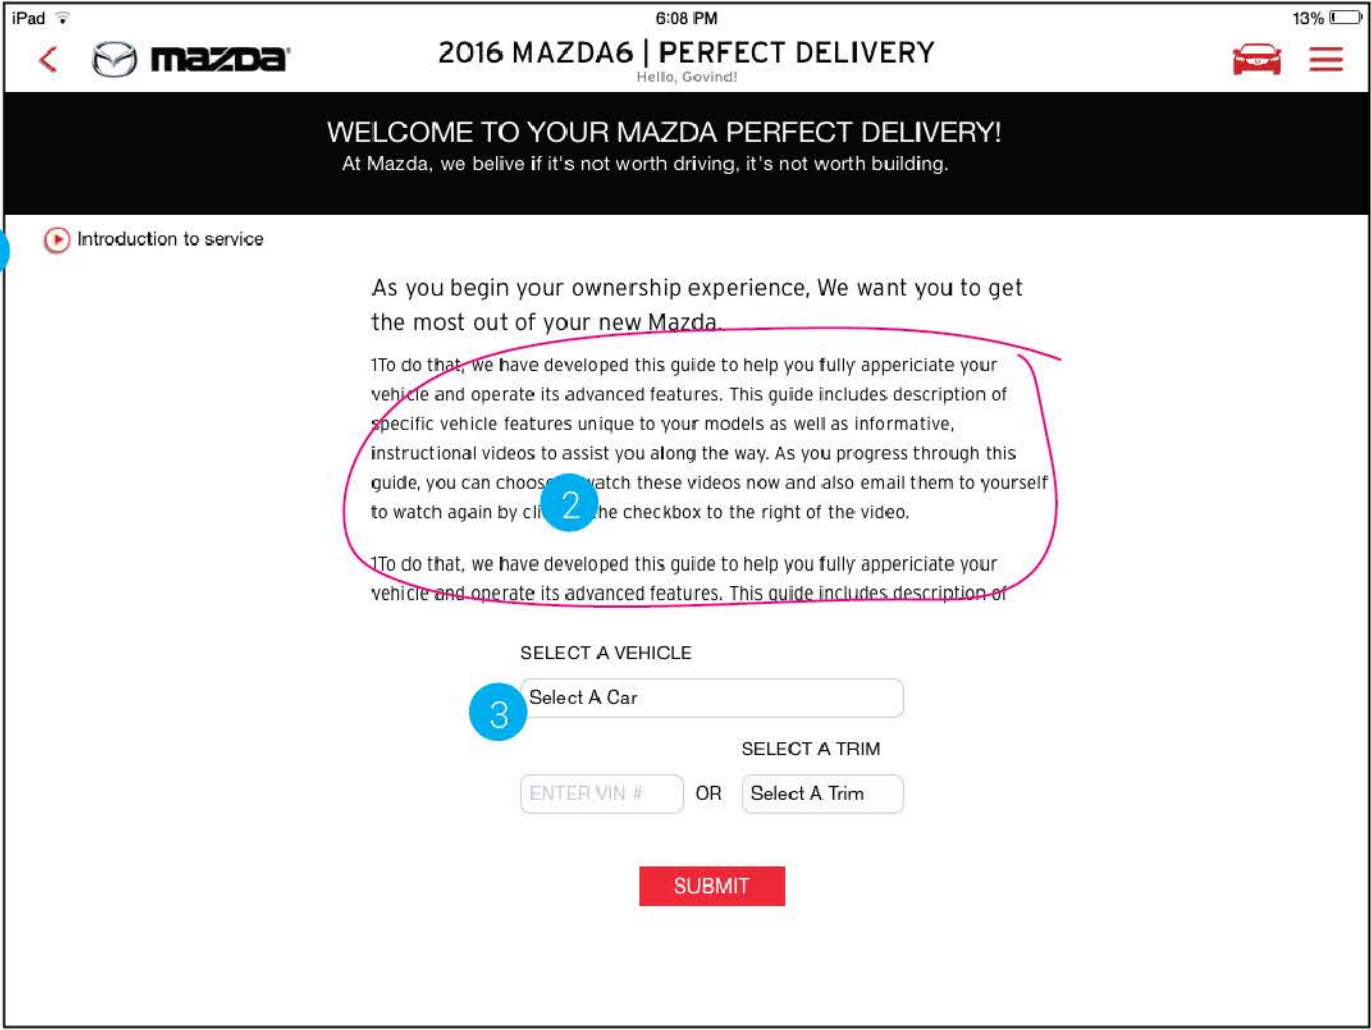 iPad 6:08 PM 13%
mazda 2016 MAZDA6 | PERFECT DELIVERY
Hello, Govind!
WELCOME TO YOUR MAZDA PERFECT DELIVERY!
At Mazda, we belive if it's not worth driving, it's not worth building.
Introduction to service
As you begin your ownership experience, We want you to get
the most out of your new Mazda.
1To do that, we have developed this guide to help you fully appericiate your
vehicle and operate its advanced features. This guide includes description of
specific vehicle features unique to your models as well as informative,
instructional videos to assist you along the way. As you progress through this
guide, you can choose watch these videos now and also email them to yourself
2
to watch again by the checkbox to the right of the video.
1To do that, we have developed this guide to help you fully appericiate your
vehicle and operate its advanced features. This guide includes description of
SELECT A VEHICLE
3 Select A Car
SELECT A TRIM
ENTER VIN # OR Select A Trim
SUBMIT